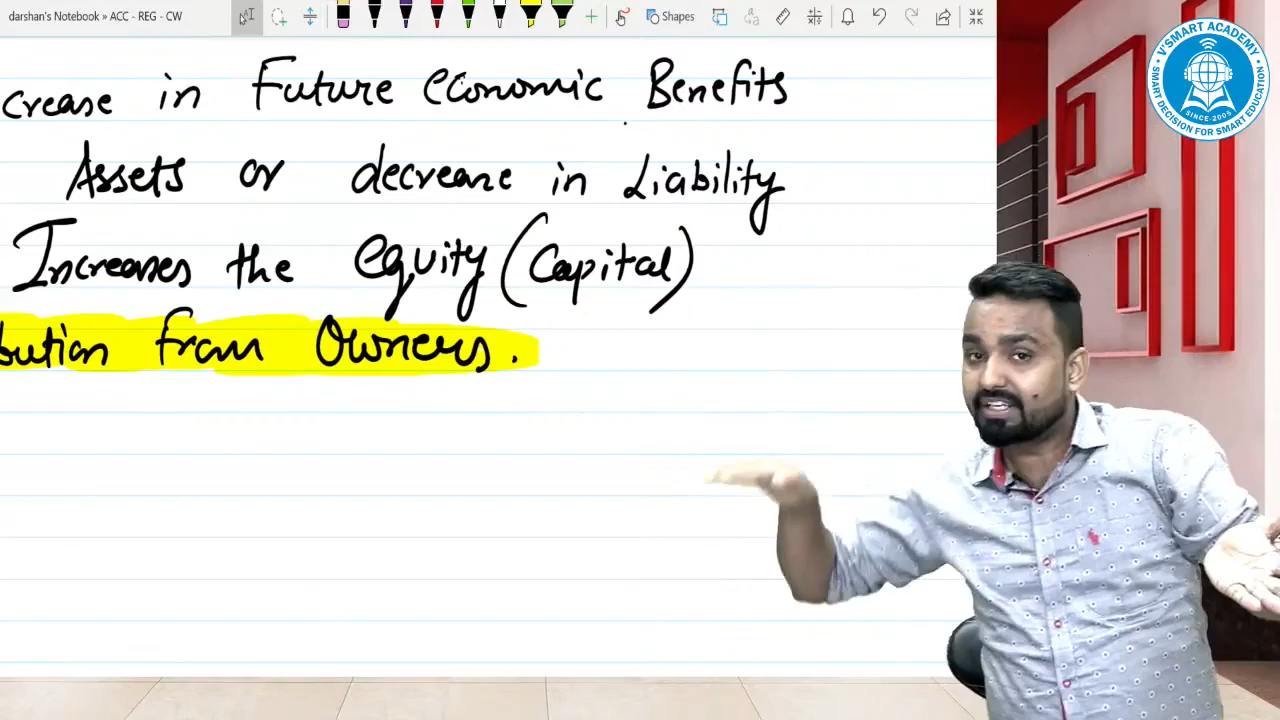 darshan's Notebook » ACC - REG - CW
Shapes
crease in Future economic Benefits
Assets or decrease in Liability
Increases the equity (Capital)
bution from Owners.
V'SMART ACADEMY
SINCE-2005
SMART DECISION FOR SMART EDUCATION